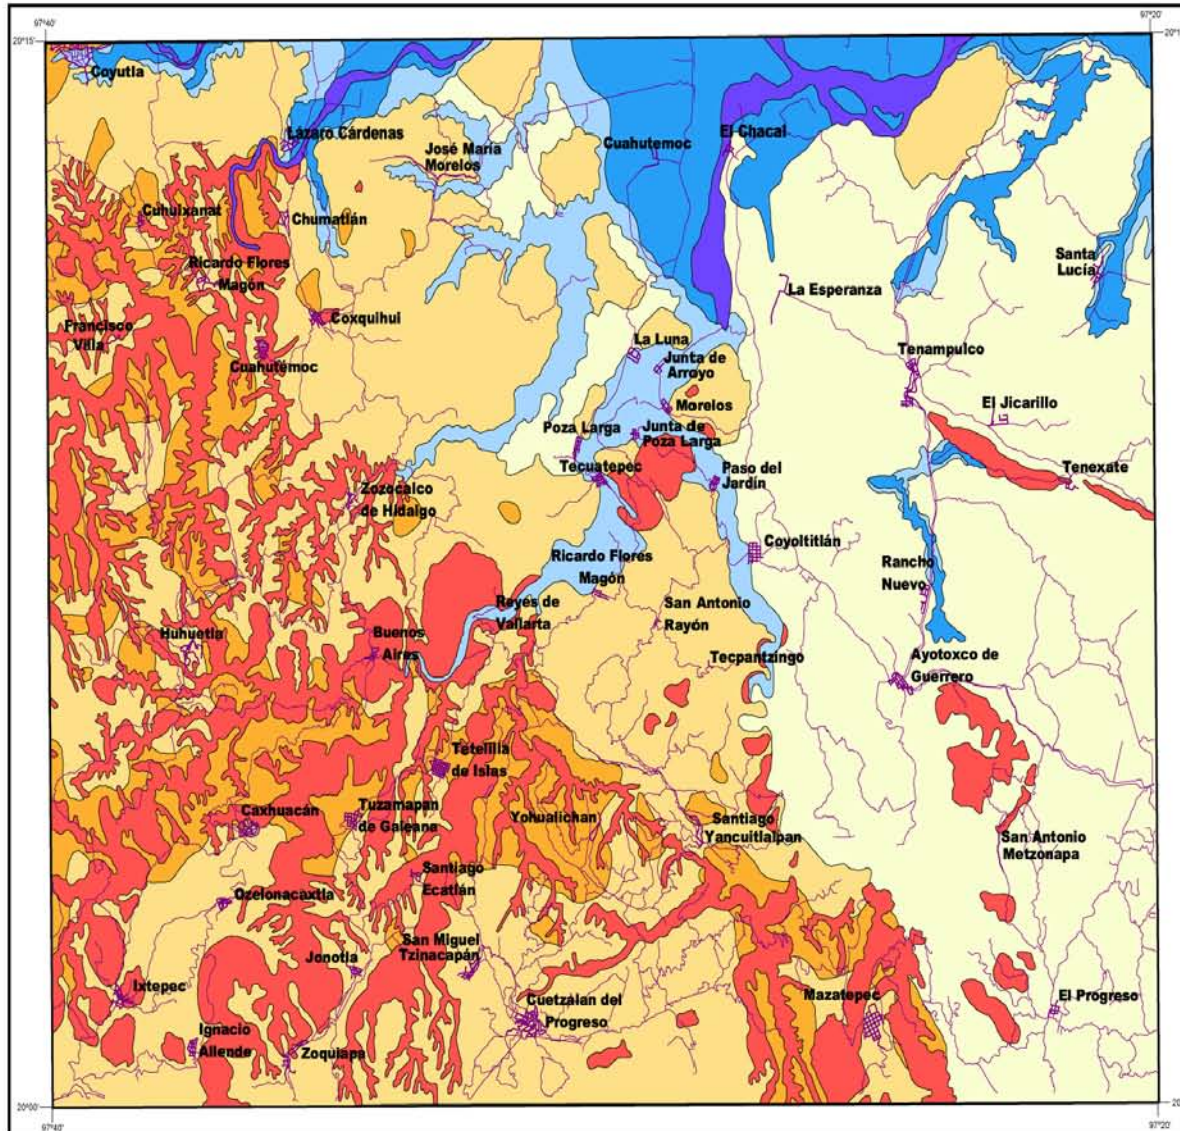 97°40'
97°20'
20°15'
20°1
Coyutla
Lázaro Cárdenas
José María
Morelos
Cuahutemoc
El Chacal
Cuhuixanat
Chumatlán
Ricardo Flores
Magón
Santa
Lucía
La Esperanza
Francisco
Villa
Coxquihui
Cuahutémoc
La Luna
Junta de
Arroyo
Tenampulco
Morelos
El Jicarillo
Poza Larga
Junta de
Poza Larga
Tecuatepec
Paso del
Jardín
Tenexate
Zozocalco
de Hidalgo
Coyoltitlán
Ricardo Flores
Magón
Rancho
Nuevo
Reyes de
Vallarta
San Antonio
Rayón
Huhuetla
Buenos
Aires
Tecpantzingo
Ayotoxco de
Guerrero
Tetelilla
de Islas
Caxhuacán
Tuzamapan
de Galeana
Yohualichan
Santiago
Yancuitlalpan
San Antonio
Metzonapa
Santiago
Ecatlán
Ozelonacaxtla
San Miguel
Tzinacapán
Jonotla
Ixtepec
Cuetzalan del
Progreso
Mazatepec
El Progreso
Ignacio
Allende
Zoquiapa
20°00'
20
97°40'
97°20'